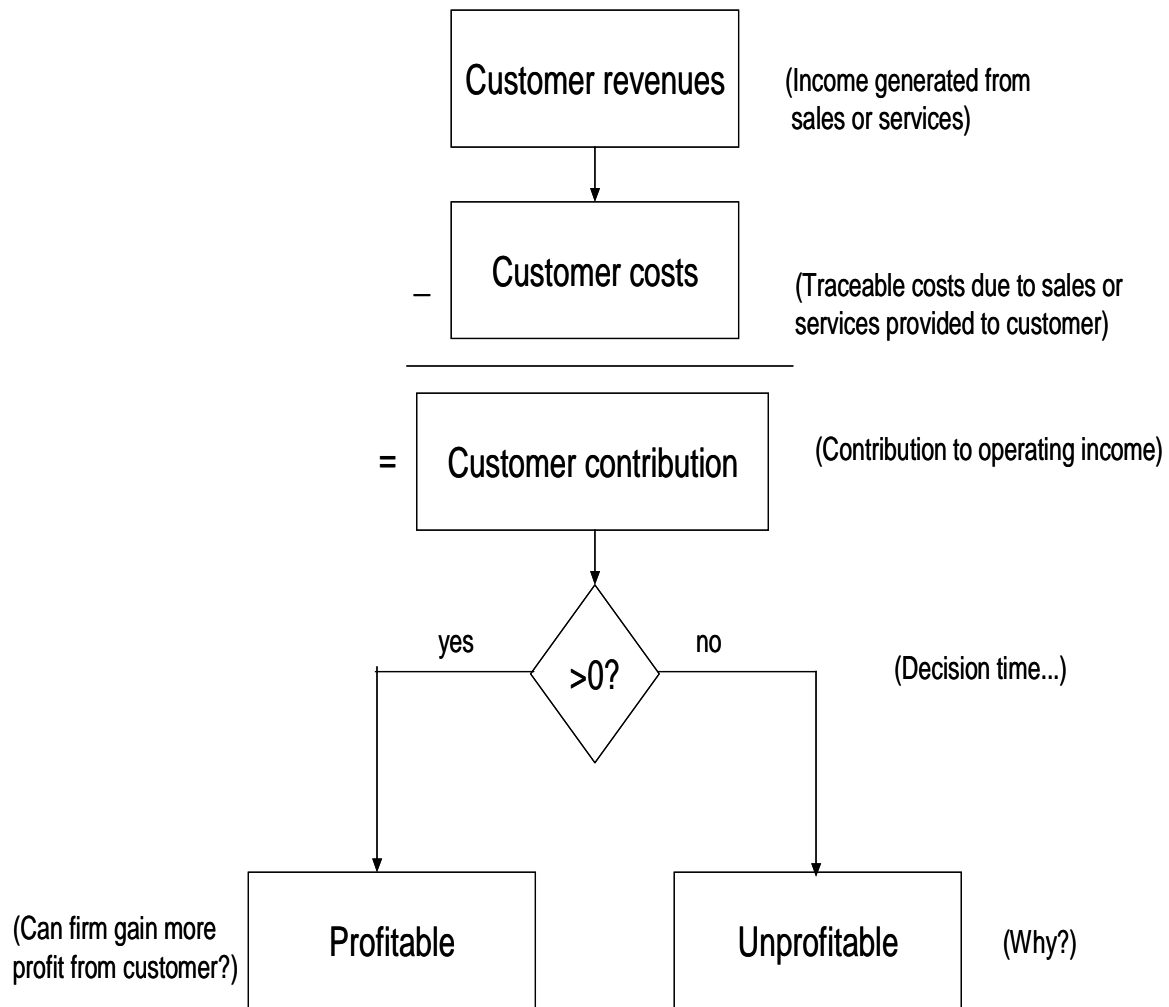 Customer revenues
(Income generated from
sales or services)
Customer costs
–
(Traceable costs due to sales or
services provided to customer)
= Customer contribution
(Contribution to operating income)
yes
no
>0?
(Decision time...)
(Can firm gain more
profit from customer?)
Profitable
Unprofitable
(Why?)